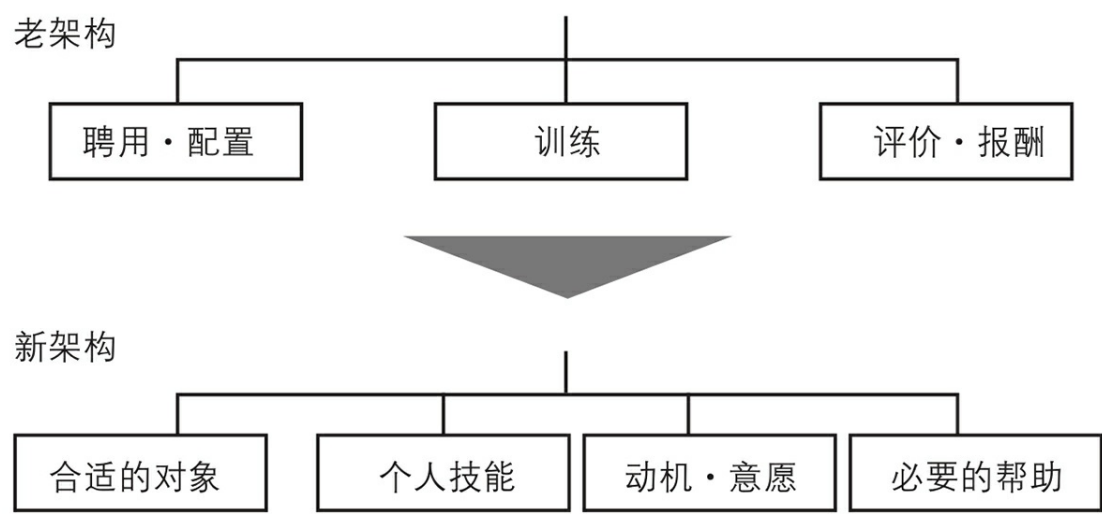 老架构
聘用・配置
训练
评价・报酬
新架构
合适的对象
个人技能
动机・意愿
必要的帮助